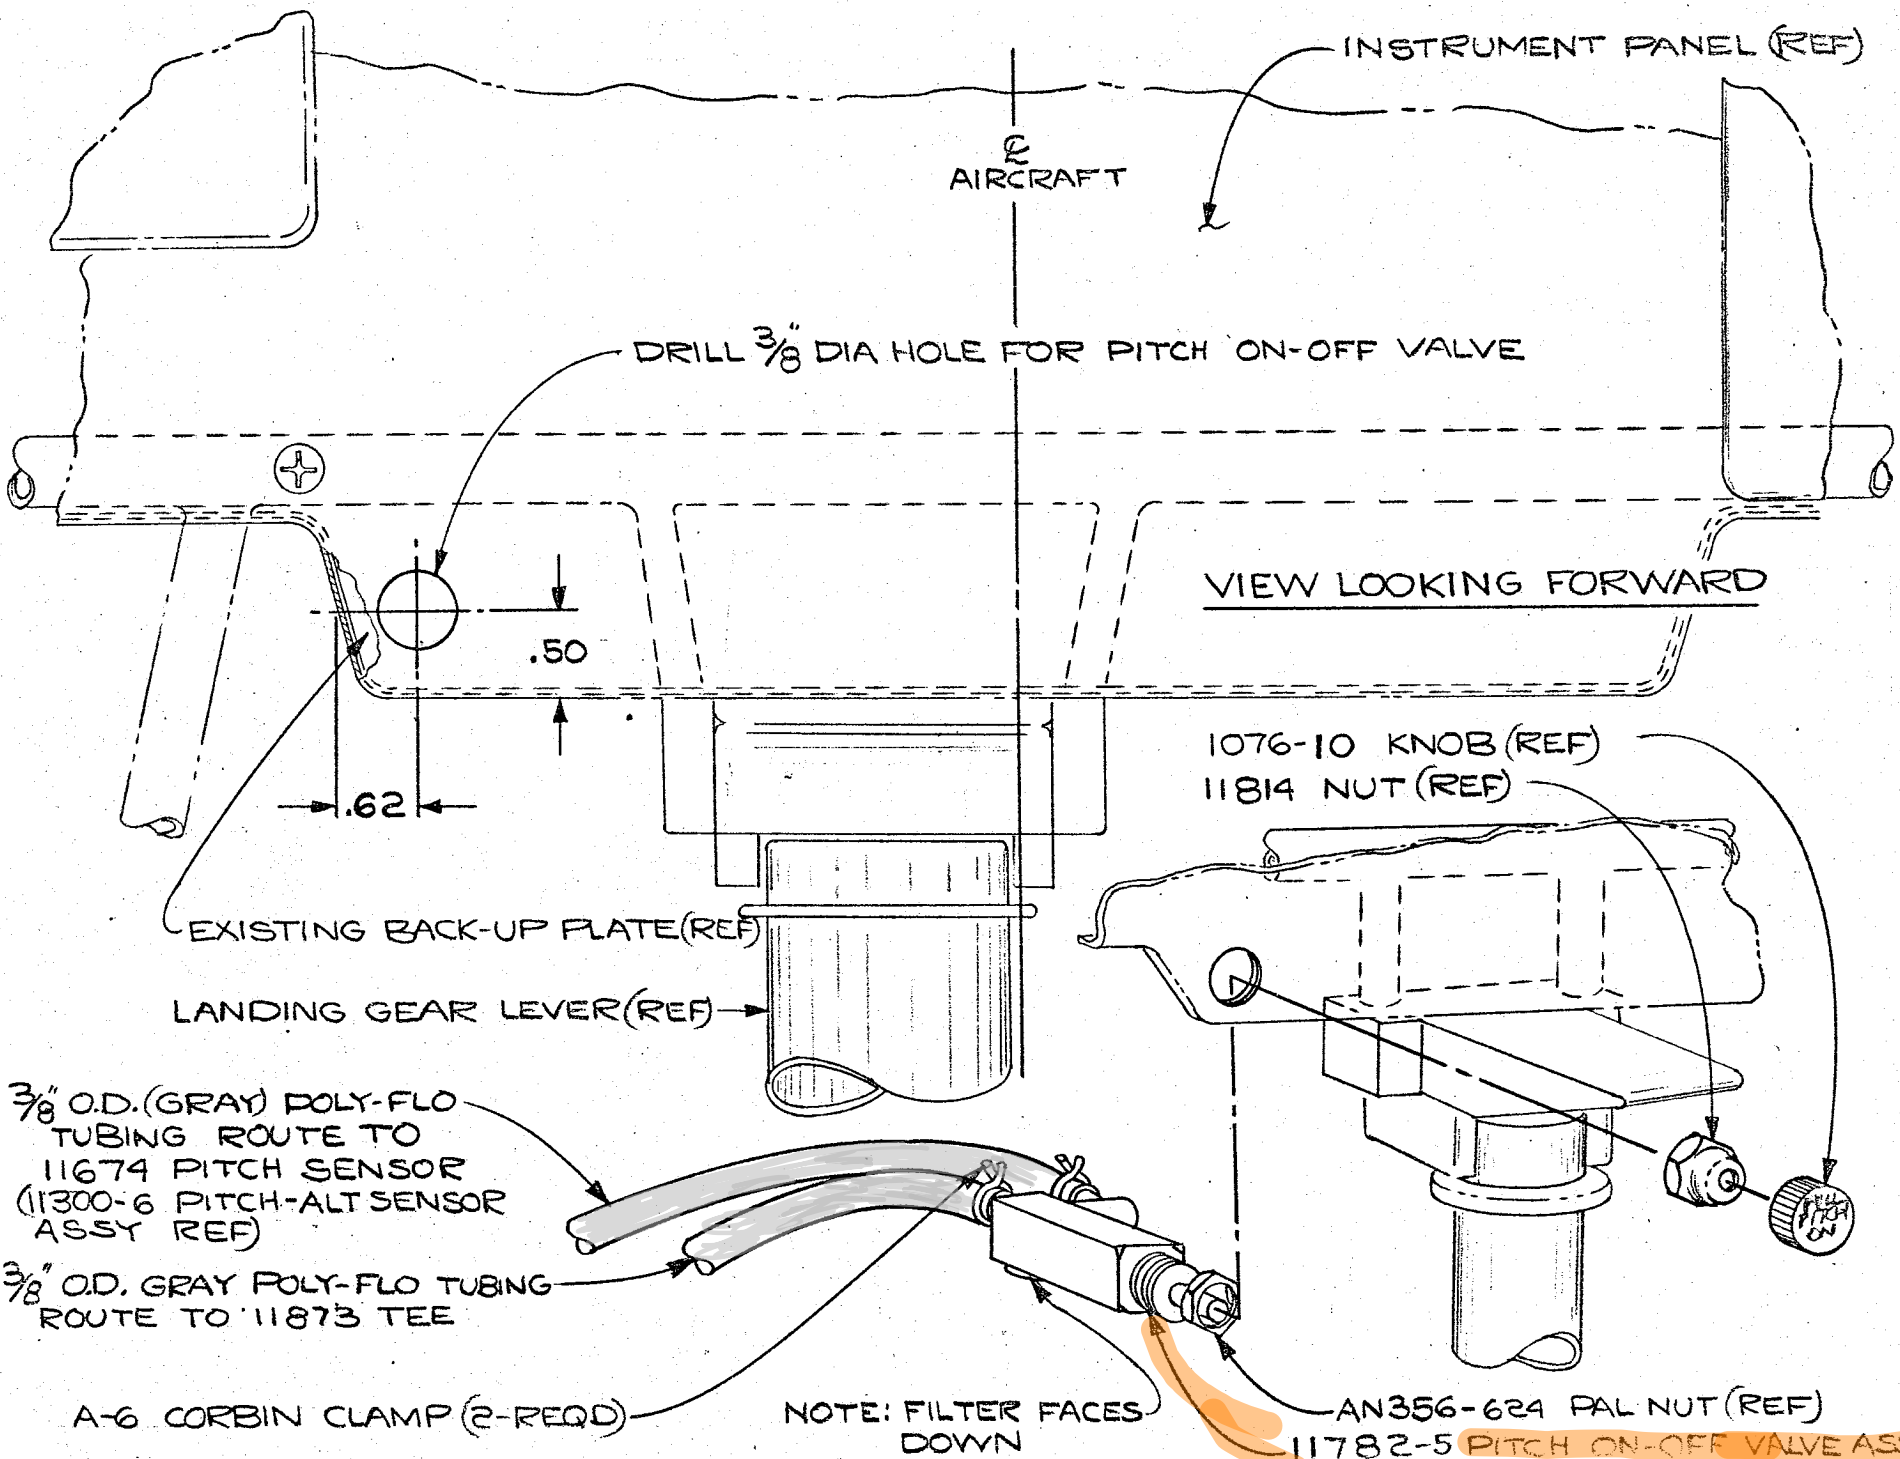 INSTRUMENT PANEL (REF)
℄
AIRCRAFT
DRILL 3/8" DIA HOLE FOR PITCH ON-OFF VALVE
VIEW LOOKING FORWARD
.50
.62
1076-10 KNOB (REF)
11814 NUT (REF)
EXISTING BACK-UP PLATE (REF)
LANDING GEAR LEVER (REF)
3/8" O.D. (GRAY) POLY-FLO
TUBING ROUTE TO
11674 PITCH SENSOR
(11300-6 PITCH-ALT SENSOR
ASSY REF)
3/8" O.D. GRAY POLY-FLO TUBING
ROUTE TO 11873 TEE
A-6 CORBIN CLAMP (2-REQD)
NOTE: FILTER FACES
DOWN
AN356-624 PAL NUT (REF)
11782-5 PITCH ON-OFF VALVE ASS
PITCH
ON